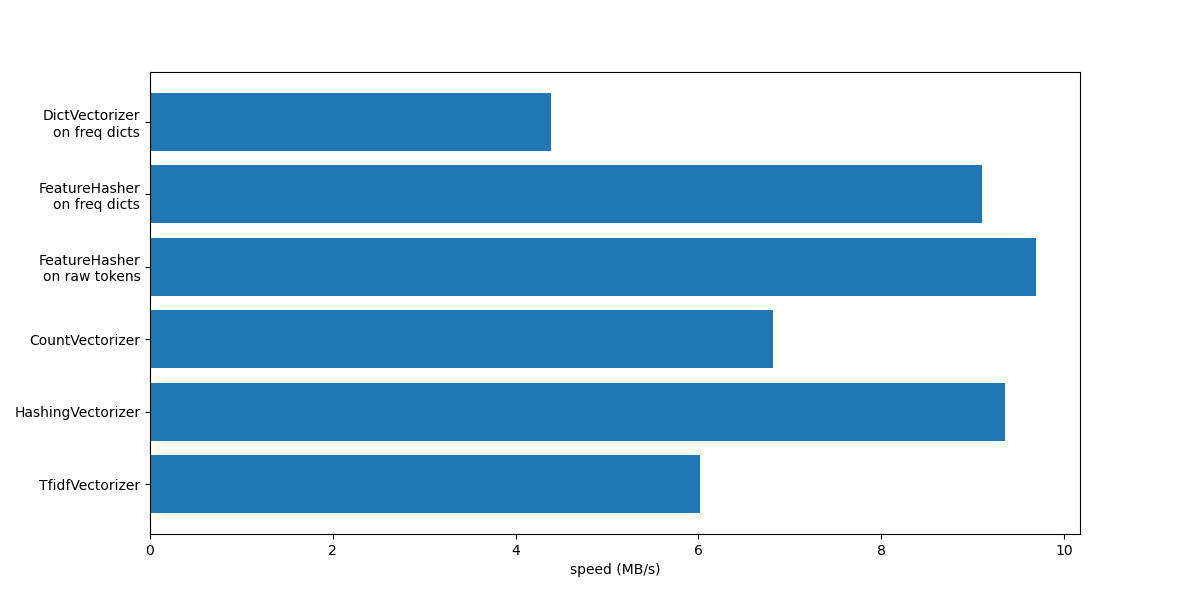 DictVectorizer
on freq dicts
FeatureHasher
on freq dicts
FeatureHasher
on raw tokens
CountVectorizer
HashingVectorizer
TfidfVectorizer
0 2 4 6 8 10
speed (MB/s)